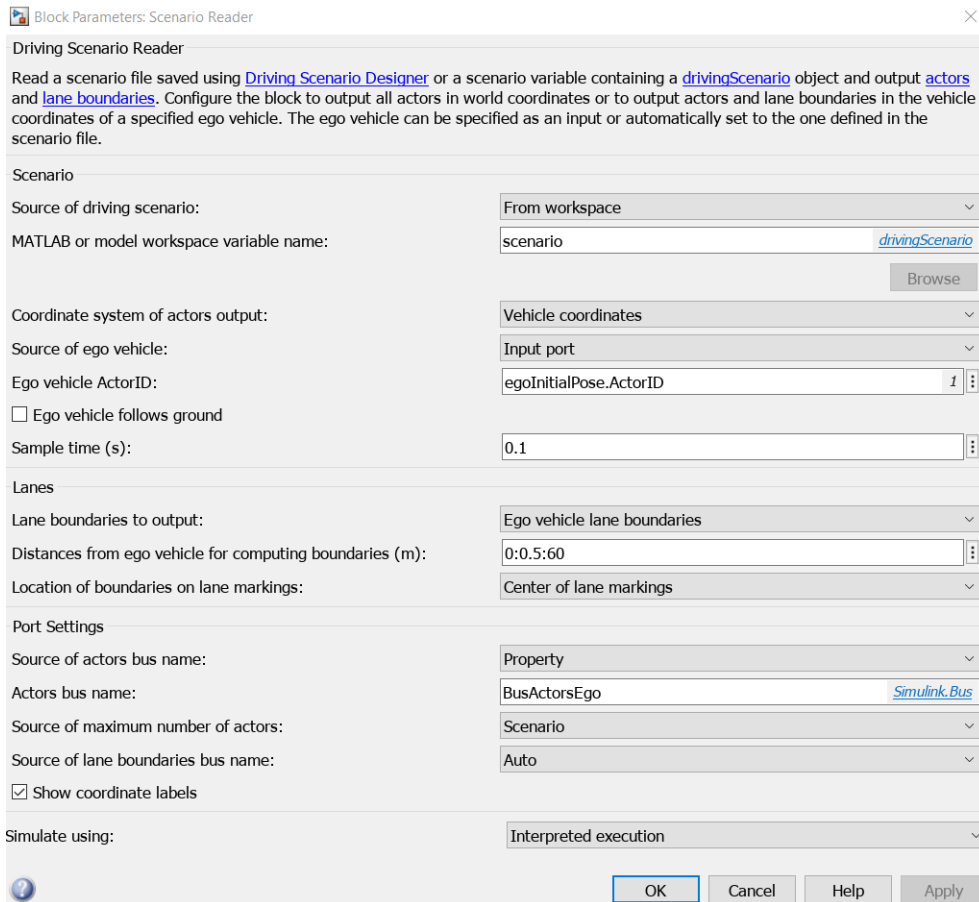 Block Parameters: Scenario Reader
Driving Scenario Reader
Read a scenario file saved using Driving Scenario Designer or a scenario variable containing a drivingScenario object and output actors
and lane boundaries. Configure the block to output all actors in world coordinates or to output actors and lane boundaries in the vehicle
coordinates of a specified ego vehicle. The ego vehicle can be specified as an input or automatically set to the one defined in the
scenario file.
Scenario
Source of driving scenario: From workspace
MATLAB or model workspace variable name: scenario drivingScenario
Browse
Coordinate system of actors output: Vehicle coordinates
Source of ego vehicle: Input port
Ego vehicle ActorID: egoInitialPose.ActorID 1
Ego vehicle follows ground
Sample time (s): 0.1
Lanes
Lane boundaries to output: Ego vehicle lane boundaries
Distances from ego vehicle for computing boundaries (m): 0:0.5:60
Location of boundaries on lane markings: Center of lane markings
Port Settings
Source of actors bus name: Property
Actors bus name: BusActorsEgo Simulink.Bus
Source of maximum number of actors: Scenario
Source of lane boundaries bus name: Auto
Show coordinate labels
Simulate using: Interpreted execution
? OK Cancel Help Apply